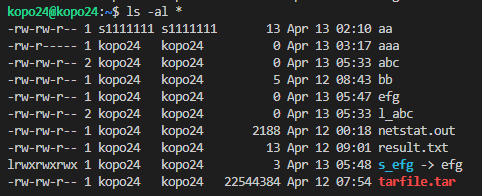 kopo24@kopo24:~$ ls -al *
-rw-rw-r-- 1 s1111111 s1111111       13 Apr 13 02:10 aa
-rw-r----- 1 kopo24   kopo24          0 Apr 13 03:17 aaa
-rw-rw-r-- 2 kopo24   kopo24          0 Apr 13 05:33 abc
-rw-rw-r-- 1 kopo24   kopo24          5 Apr 12 08:43 bb
-rw-rw-r-- 1 kopo24   kopo24          0 Apr 13 05:47 efg
-rw-rw-r-- 2 kopo24   kopo24          0 Apr 13 05:33 l_abc
-rw-rw-r-- 1 kopo24   kopo24       2188 Apr 12 00:18 netstat.out
-rw-rw-r-- 1 kopo24   kopo24         13 Apr 12 09:01 result.txt
lrwxrwxrwx 1 kopo24   kopo24          3 Apr 13 05:48 s_efg -> efg
-rw-rw-r-- 1 kopo24   kopo24   22544384 Apr 12 07:54 tarfile.tar